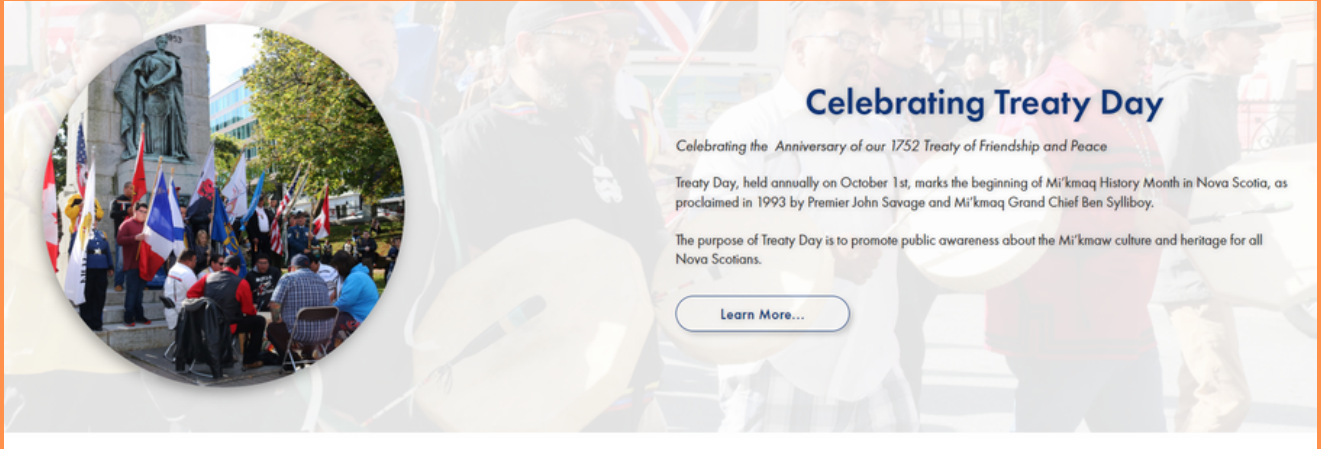 Celebrating Treaty Day
Celebrating the Anniversary of our 1752 Treaty of Friendship and Peace
Treaty Day, held annually on October 1st, marks the beginning of Mi'kmaq History Month in Nova Scotia, as
proclaimed in 1993 by Premier John Savage and Mi'kmaq Grand Chief Ben Sylliboy.
The purpose of Treaty Day is to promote public awareness about the Mi'kmaw culture and heritage for all
Nova Scotians.
Learn More...